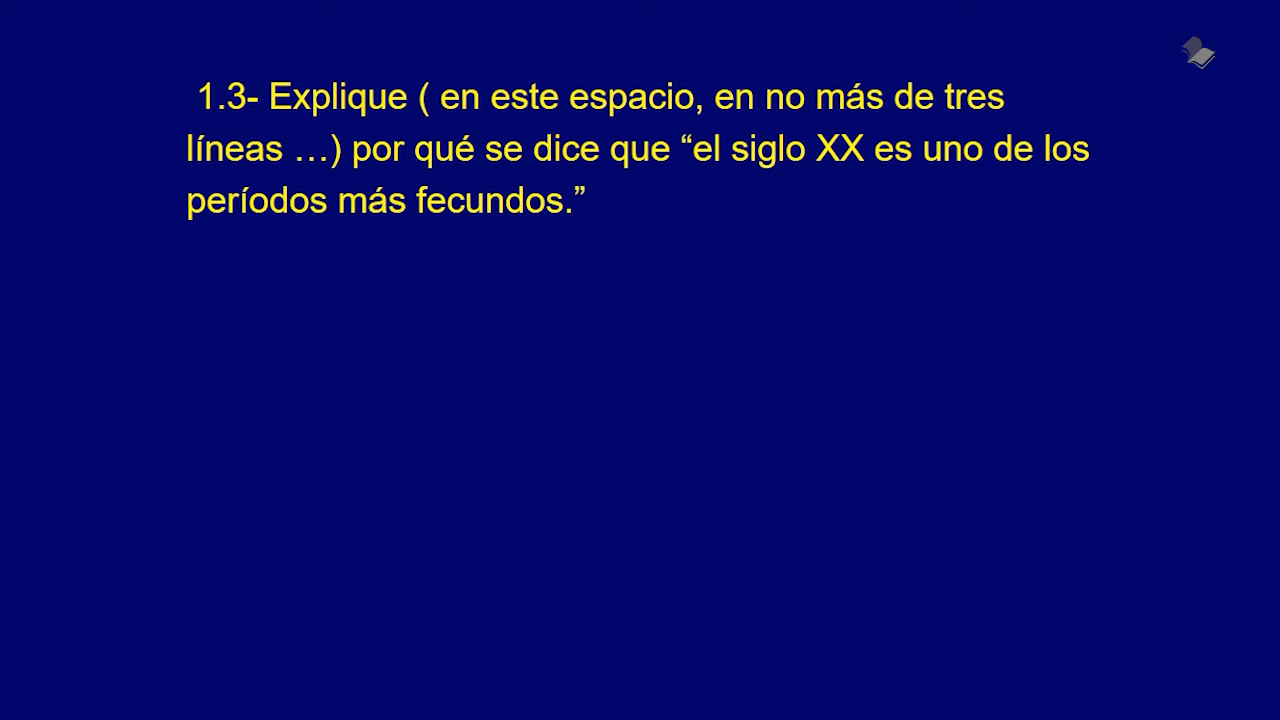 1.3- Explique ( en este espacio, en no más de tres
líneas …) por qué se dice que “el siglo XX es uno de los
períodos más fecundos.”